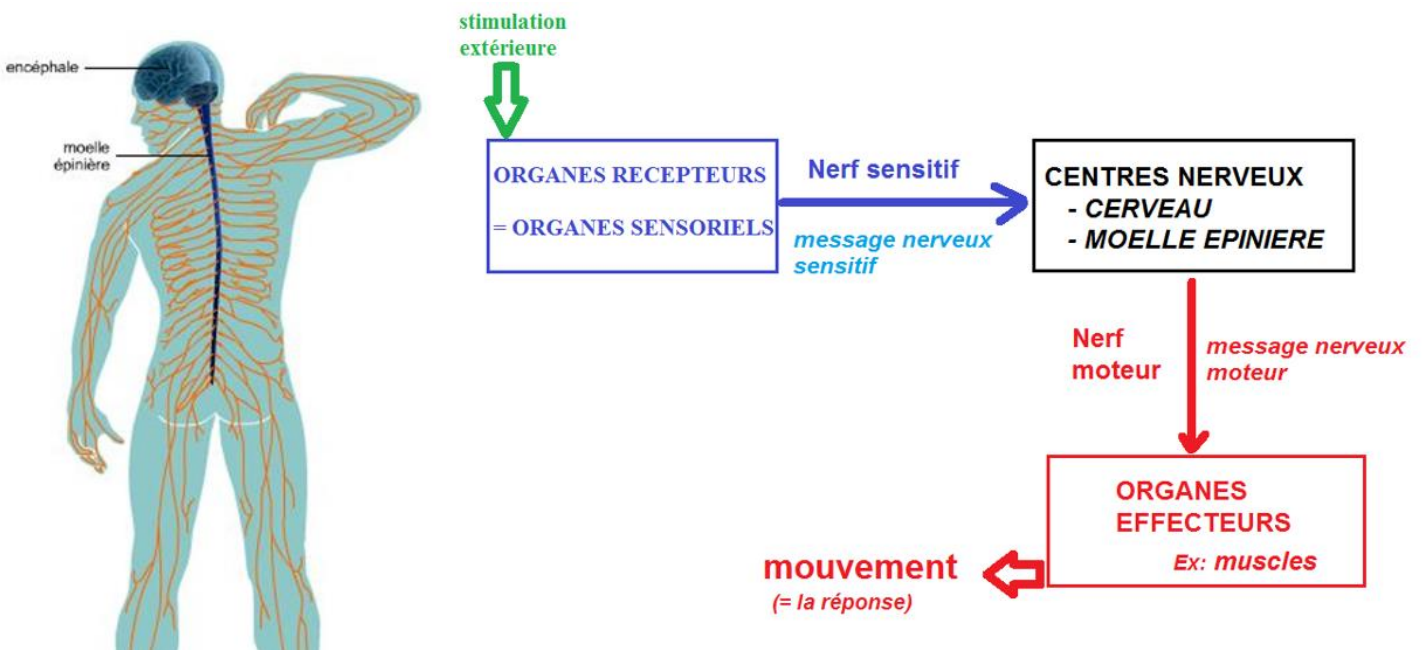 encéphale
moelle
épinière
stimulation
extérieure
ORGANES RECEPTEURS
= ORGANES SENSORIELS
Nerf sensitif
message nerveux
sensitif
CENTRES NERVEUX
- CERVEAU
- MOELLE EPINIERE
Nerf
moteur
message nerveux
moteur
ORGANES
EFFECTEURS
Ex: muscles
mouvement
(= la réponse)